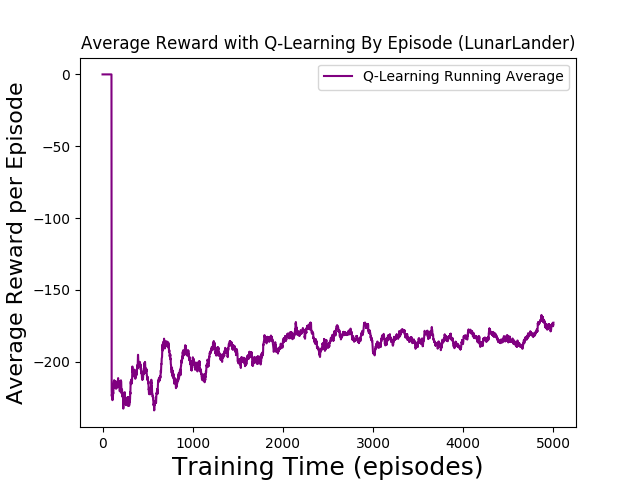 Average Reward with Q-Learning By Episode (LunarLander)
Q-Learning Running Average
Average Reward per Episode
0
−50
−100
−150
−200
0 1000 2000 3000 4000 5000
Training Time (episodes)